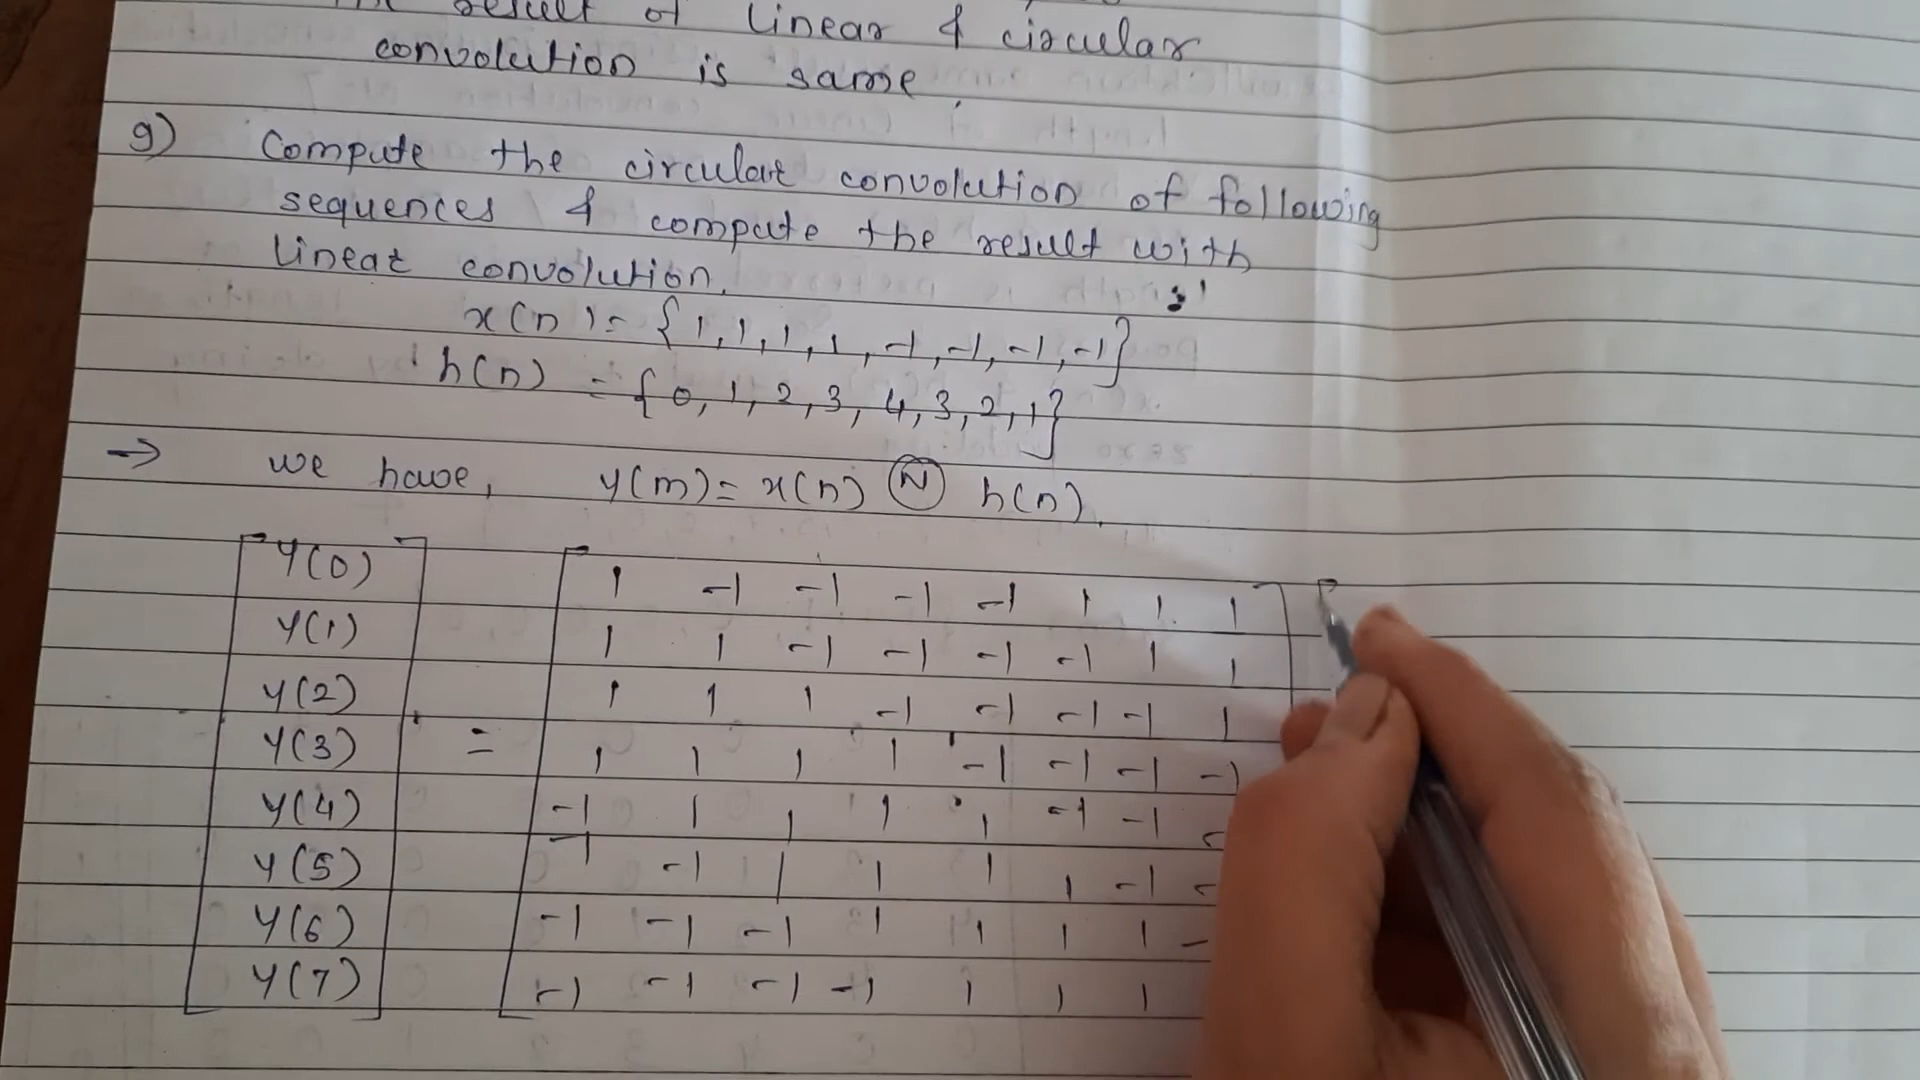 result of linear & circular
convolution is same.
9) Compute the circular convolution of following
sequences & compute the result with
linear convolution.
x(n) = {1, 1, 1, 1, -1, -1, -1, -1}
h(n) = {0, 1, 2, 3, 4, 3, 2, 1}
→ we have, y(m) = x(n) Ⓝ h(n).
Y(0) 1 -1 -1 -1 -1 1 1 1
Y(1) 1 1 -1 -1 -1 -1 1 1
Y(2) 1 1 1 -1 -1 -1 -1 1
Y(3) = 1 1 1 1 -1 -1 -1 -1
Y(4) -1 1 1 1 1 -1 -1
Y(5) -1 -1 1 1 1 1 -1
Y(6) -1 -1 -1 1 1 1 1
Y(7) -1 -1 -1 -1 1 1 1